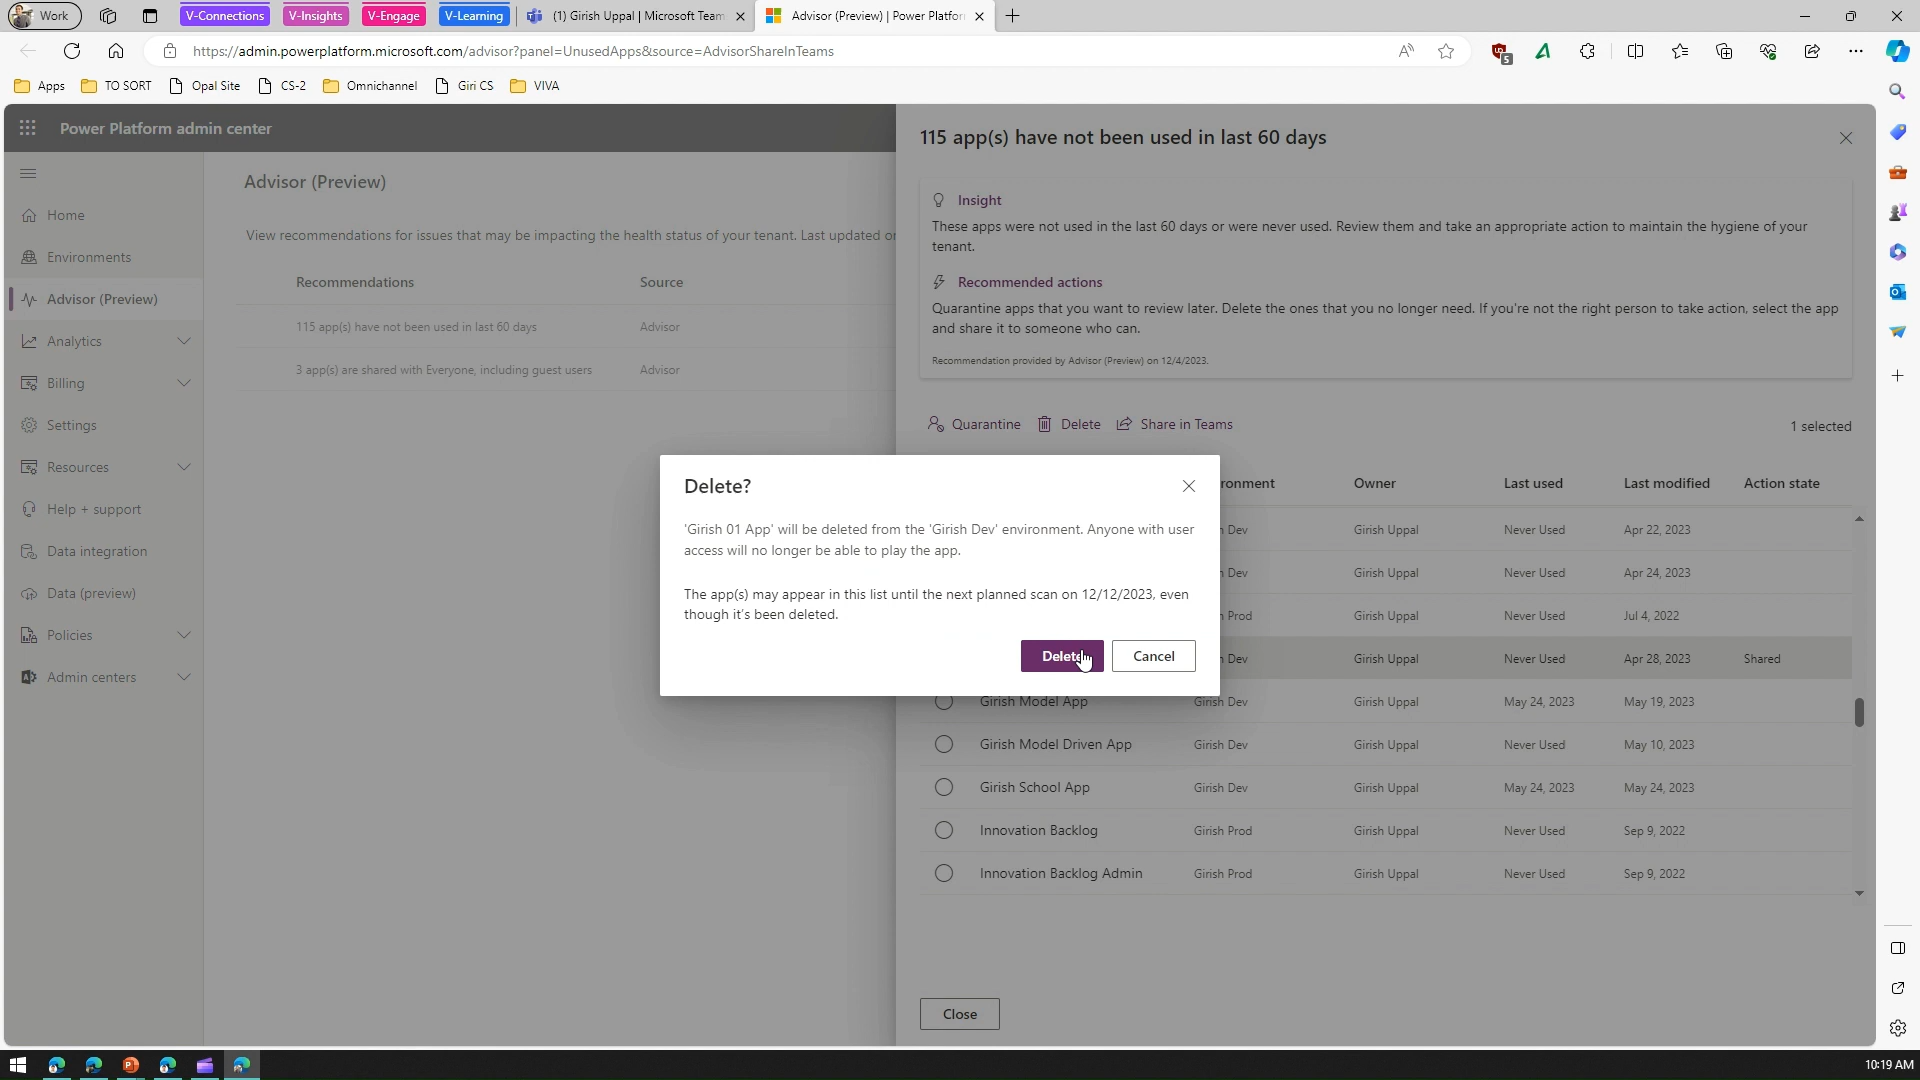 Work
V-Connections
V-Insights
V-Engage
V-Learning
(1) Girish Uppal | Microsoft Team
Advisor (Preview) | Power Platfor
https://admin.powerplatform.microsoft.com/advisor?panel=UnusedApps&source=AdvisorShareInTeams
5
Apps
TO SORT
Opal Site
CS-2
Omnichannel
Giri CS
VIVA
Power Platform admin center
Home
Environments
Advisor (Preview)
Analytics
Billing
Settings
Resources
Help + support
Data integration
Data (preview)
Policies
Admin centers
Advisor (Preview)
View recommendations for issues that may be impacting the health status of your tenant. Last updated o
Recommendations Source
115 app(s) have not been used in last 60 days Advisor
3 app(s) are shared with Everyone, including guest users Advisor
115 app(s) have not been used in last 60 days
Insight
These apps were not used in the last 60 days or were never used. Review them and take an appropriate action to maintain the hygiene of your
tenant.
Recommended actions
Quarantine apps that you want to review later. Delete the ones that you no longer need. If you're not the right person to take action, select the app
and share it to someone who can.
Recommendation provided by Advisor (Preview) on 12/4/2023.
Quarantine Delete Share in Teams 1 selected
ronment Owner Last used Last modified Action state
Dev Girish Uppal Never Used Apr 22, 2023
Dev Girish Uppal Never Used Apr 24, 2023
Prod Girish Uppal Never Used Jul 4, 2022
Dev Girish Uppal Never Used Apr 28, 2023 Shared
Girish Model App Girish Dev Girish Uppal May 24, 2023 May 19, 2023
Girish Model Driven App Girish Dev Girish Uppal Never Used May 10, 2023
Girish School App Girish Dev Girish Uppal May 24, 2023 May 24, 2023
Innovation Backlog Girish Prod Girish Uppal Never Used Sep 9, 2022
Innovation Backlog Admin Girish Prod Girish Uppal Never Used Sep 9, 2022
Close
Delete?
'Girish 01 App' will be deleted from the 'Girish Dev' environment. Anyone with user
access will no longer be able to play the app.
The app(s) may appear in this list until the next planned scan on 12/12/2023, even
though it's been deleted.
Delete Cancel
10:19 AM